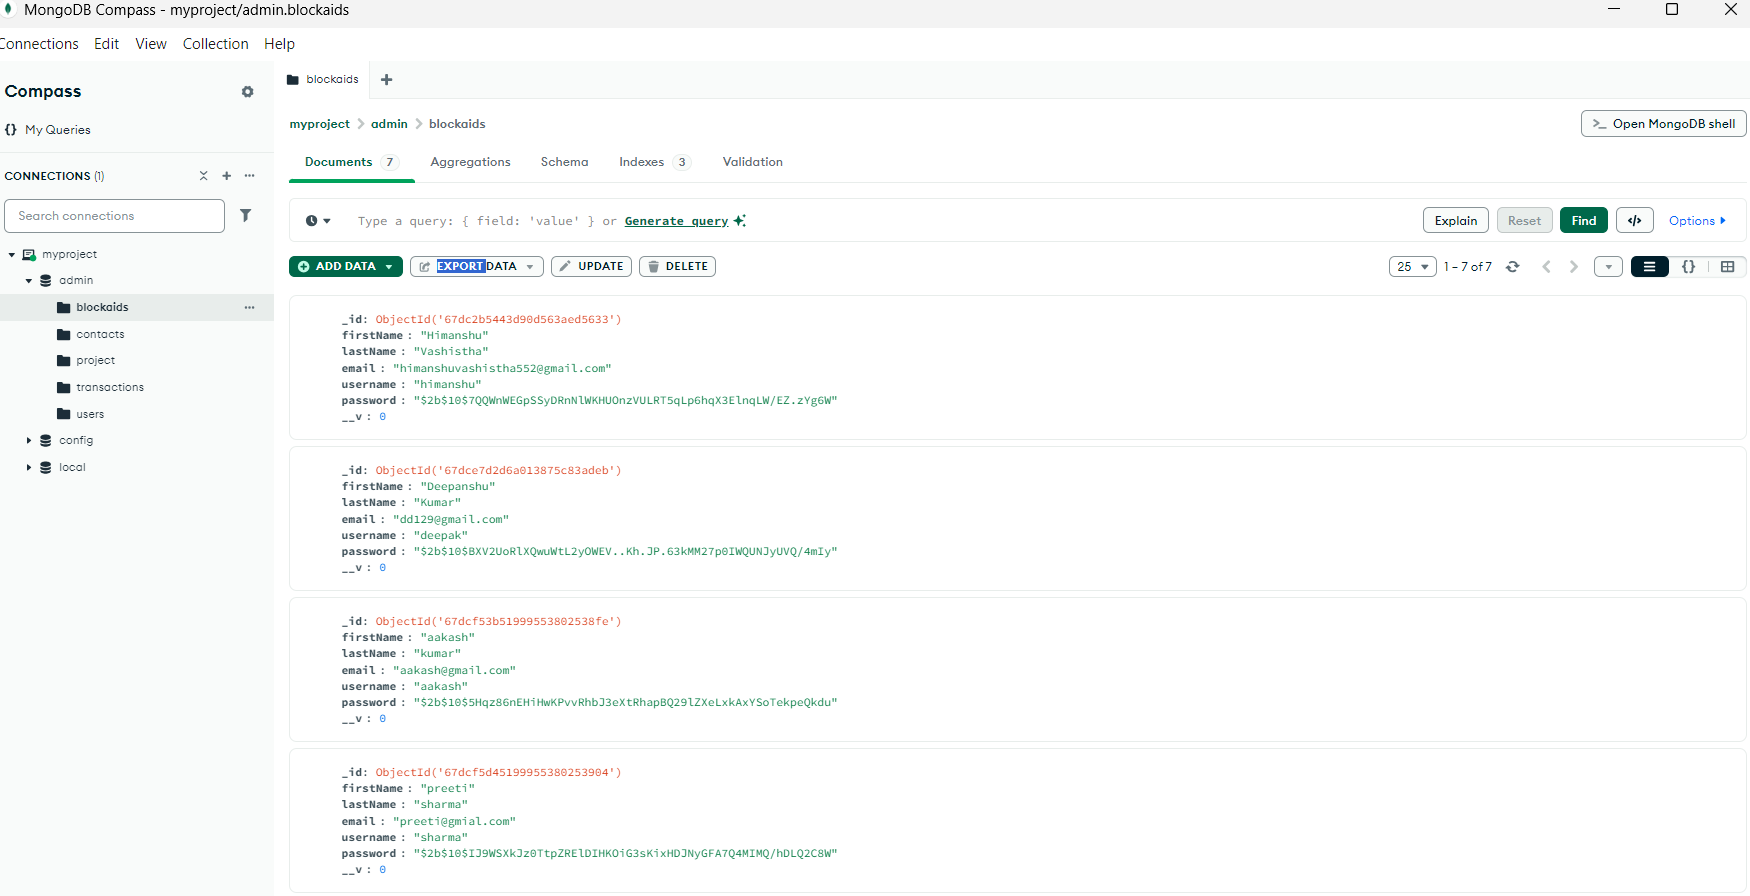 MongoDB Compass - myproject/admin.blockaids
Connections Edit View Collection Help
Compass
My Queries
CONNECTIONS (1)
Search connections
myproject
admin
blockaids
contacts
project
transactions
users
config
local
blockaids
myproject > admin > blockaids
>_ Open MongoDB shell
Documents 7 Aggregations Schema Indexes 3 Validation
Type a query: { field: 'value' } or Generate query
Explain Reset Find </> Options
ADD DATA EXPORT DATA UPDATE DELETE
25 1 – 7 of 7 {}
_id: ObjectId('67dc2b5443d90d563aed5633')
firstName : "Himanshu"
lastName : "Vashistha"
email : "himanshuvashistha552@gmail.com"
username : "himanshu"
password : "$2b$10$7QQWnWEGpSSyDRnNlWKHUOnzVULRT5qLp6hqX3ElnqLW/EZ.zYg6W"
__v : 0
_id: ObjectId('67dce7d2d6a013875c83adeb')
firstName : "Deepanshu"
lastName : "Kumar"
email : "dd129@gmail.com"
username : "deepak"
password : "$2b$10$BXV2UoRlXQwuWtL2yOWEV..Kh.JP.63kMM27p0IWQUNJyUVQ/4mIy"
__v : 0
_id: ObjectId('67dcf53b51999553802538fe')
firstName : "aakash"
lastName : "kumar"
email : "aakash@gmail.com"
username : "aakash"
password : "$2b$10$5Hqz86nEHiHwKPvvRhbJ3eXtRhapBQ29lZXeLxkAxYSoTekpeQkdu"
__v : 0
_id: ObjectId('67dcf5d45199955380253904')
firstName : "preeti"
lastName : "sharma"
email : "preeti@gmial.com"
username : "sharma"
password : "$2b$10$IJ9WSXkJz0TtpZRElDIHKOiG3sKixHDJNyGFA7Q4MIMQ/hDLQ2C8W"
__v : 0